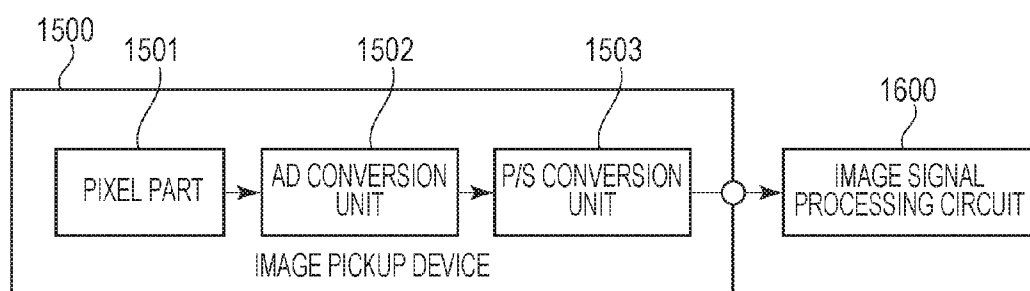 1500
1501
1502
1503
1600
PIXEL PART
AD CONVERSION
UNIT
P/S CONVERSION
UNIT
IMAGE SIGNAL
PROCESSING CIRCUIT
IMAGE PICKUP DEVICE